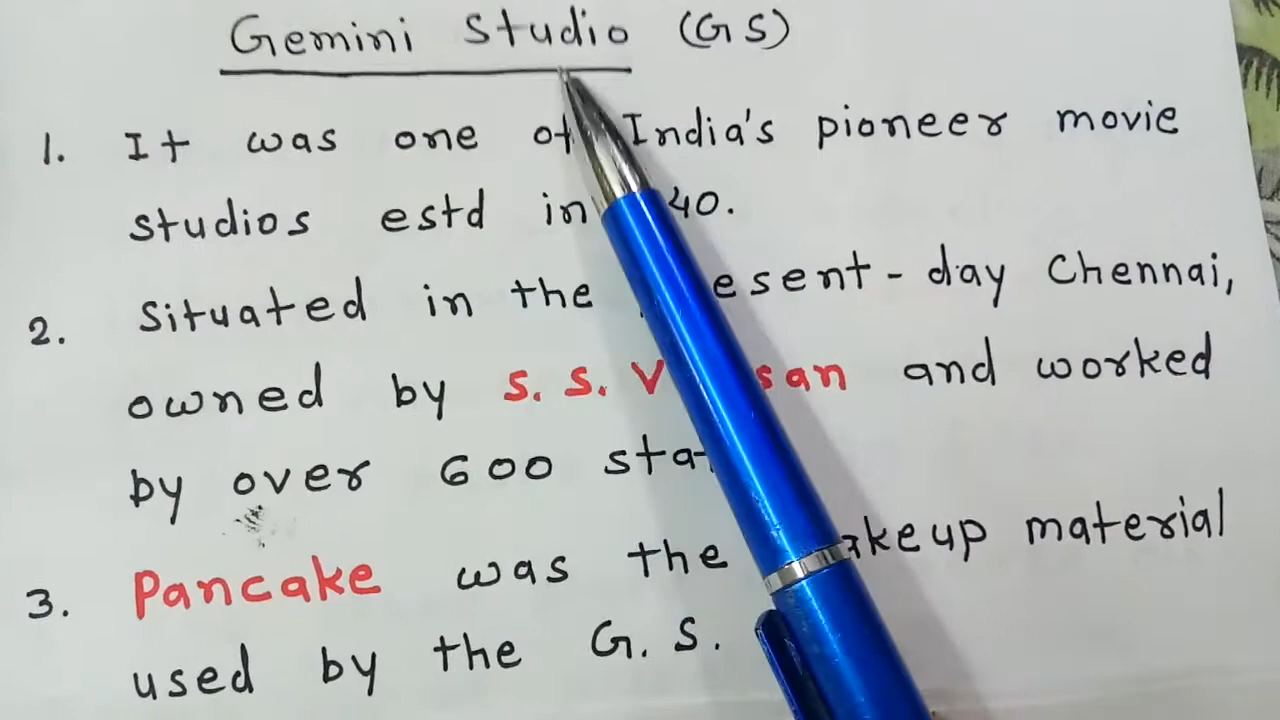 Gemini Studio (GS)
1. It was one of India's pioneer movie
studios estd in 40.
2. Situated in the esent-day Chennai,
owned by S. S. V san and worked
by over 600 sta
3. Pancake was the akeup material
used by the G. S.